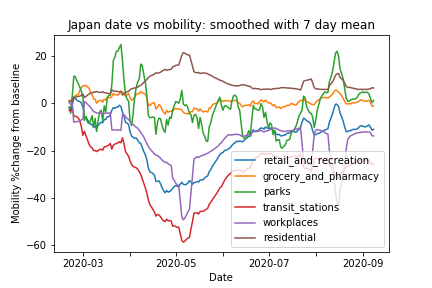 Japan date vs mobility: smoothed with 7 day mean
Mobility %change from baseline
20
0
−20
−40
−60
retail_and_recreation
grocery_and_pharmacy
parks
transit_stations
workplaces
residential
2020-03
2020-05
2020-07
2020-09
Date